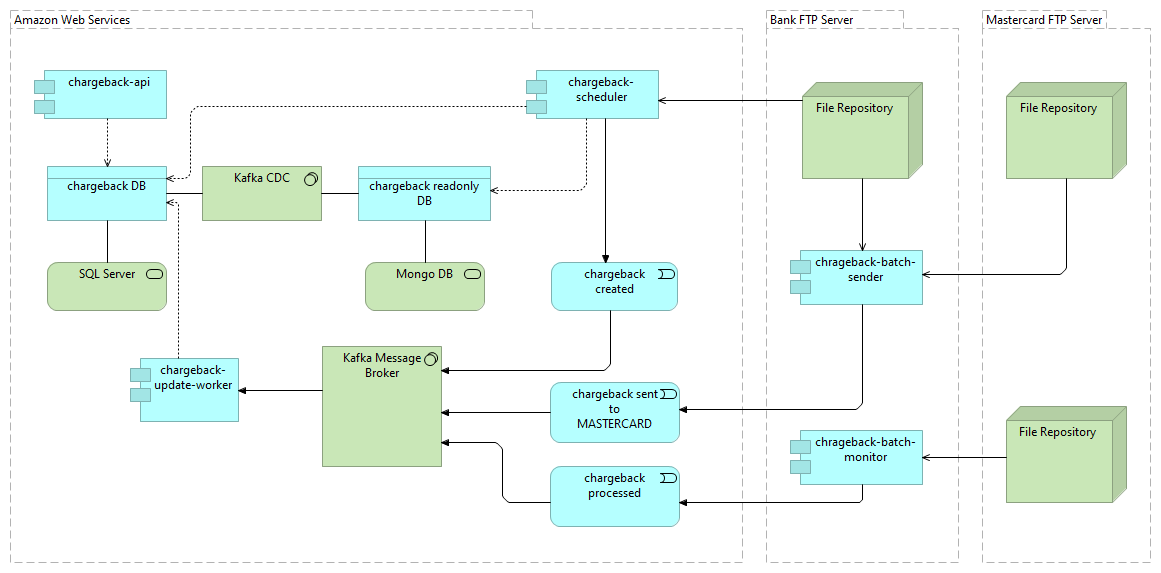 Amazon Web Services
Bank FTP Server
Mastercard FTP Server
chargeback-api
chargeback-
scheduler
File Repository
File Repository
chargeback DB
Kafka CDC
chargeback readonly
DB
SQL Server
Mongo DB
chargeback
created
chrageback-batch-
sender
chargeback-
update-worker
Kafka Message
Broker
chargeback sent
to
MASTERCARD
chrageback-batch-
monitor
File Repository
chargeback
processed